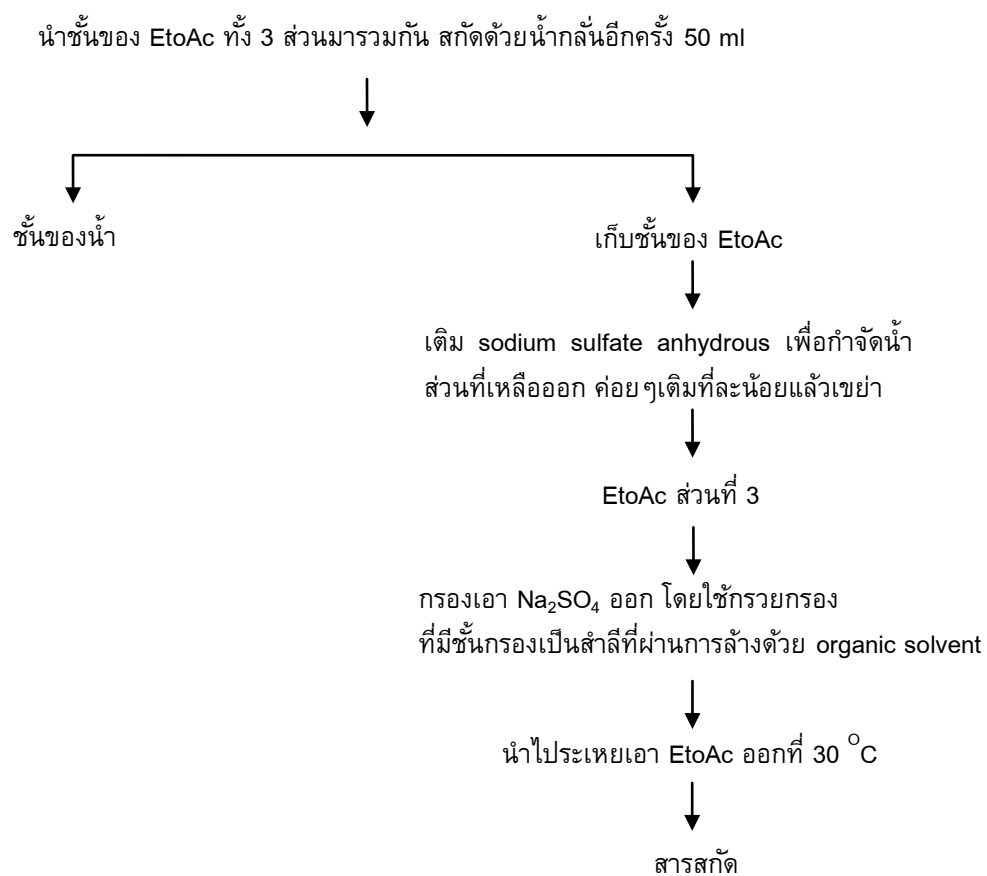 นำชั้นของ EtoAc ทั้ง 3 ส่วนมารวมกัน สกัดด้วยน้ำกลั่นอีกครั้ง 50 ml
ชั้นของน้ำ
เก็บชั้นของ EtoAc
เติม sodium sulfate anhydrous เพื่อกำจัดน้ำ
ส่วนที่เหลือออก ค่อยๆเติมที่ละน้อยแล้วเขย่า
EtoAc ส่วนที่ 3
กรองเอา Na₂SO₄ ออก โดยใช้กรวยกรอง
ที่มีชั้นกรองเป็นสำลีที่ผ่านการล้างด้วย organic solvent
นำไประเหยเอา EtoAc ออกที่ 30 ᴼC
สารสกัด